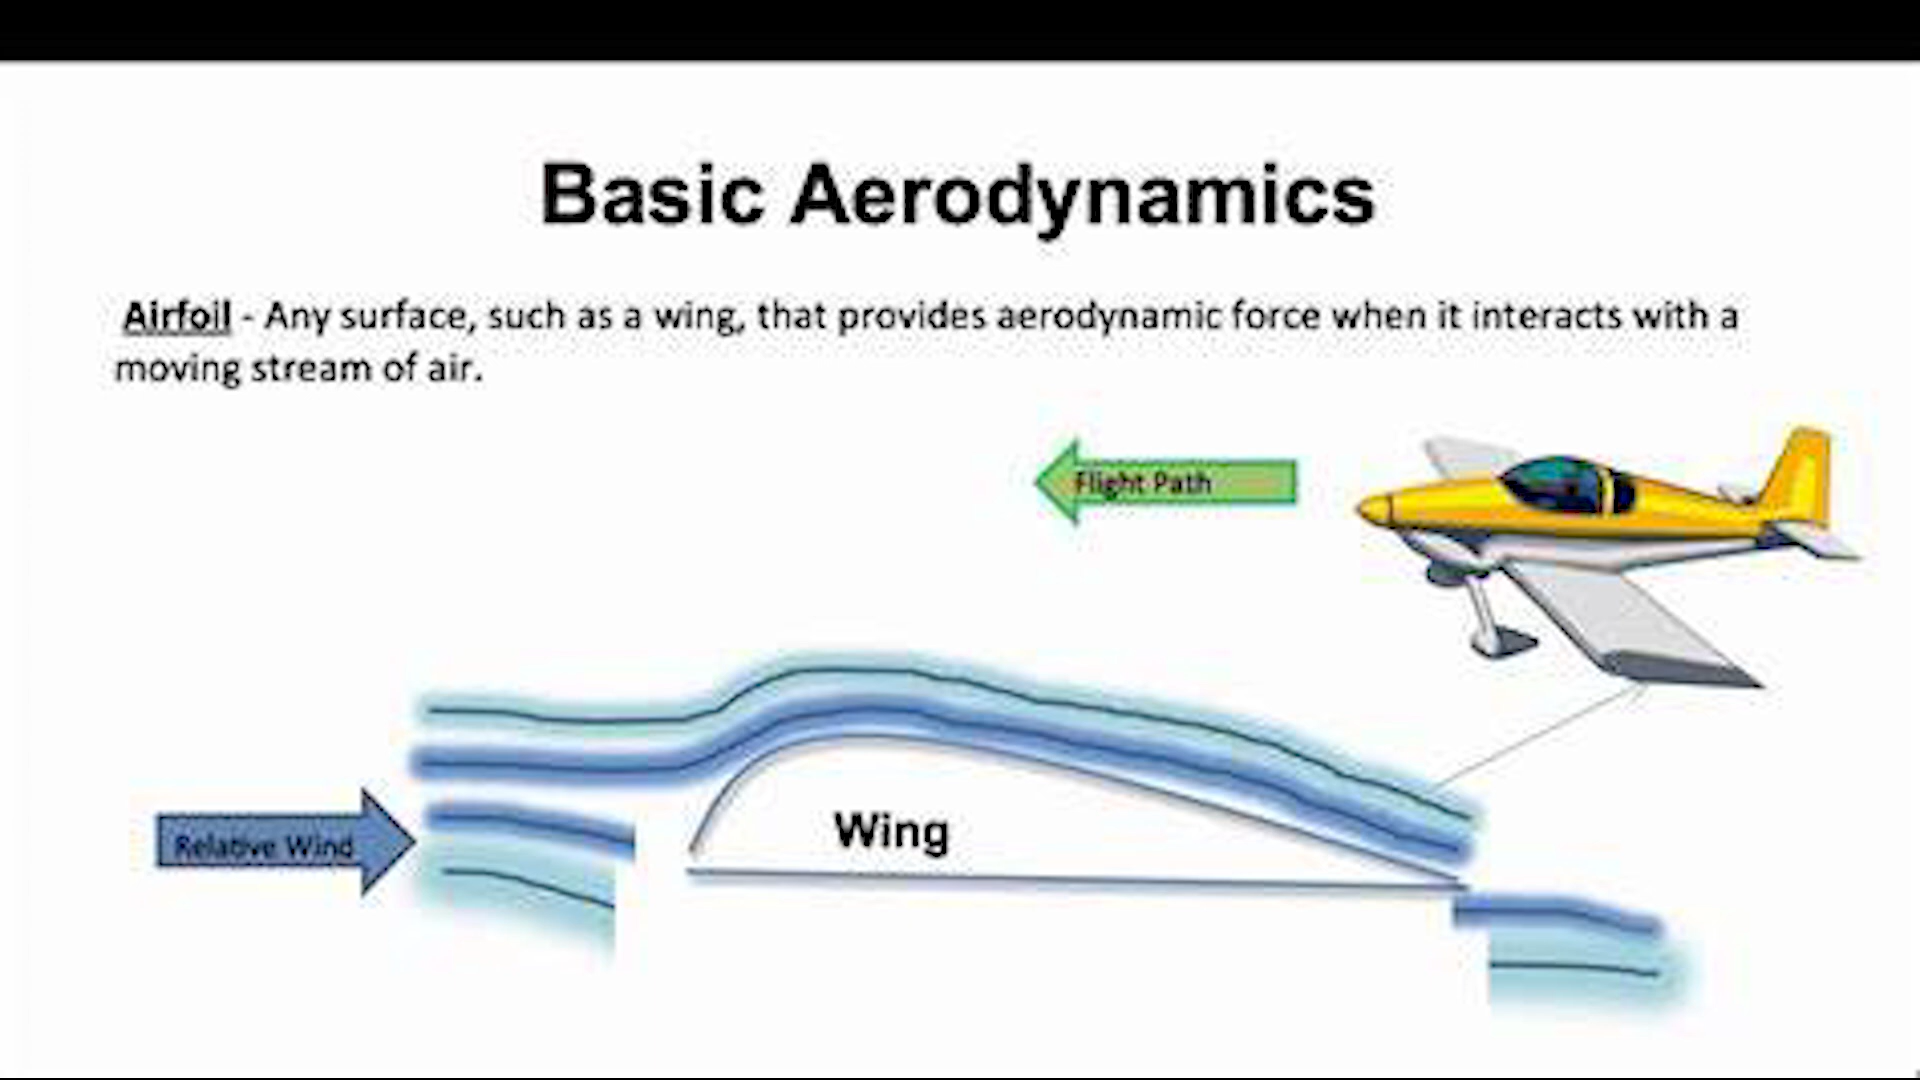 Basic Aerodynamics
Airfoil - Any surface, such as a wing, that provides aerodynamic force when it interacts with a
moving stream of air.
Flight Path
Wing
Relative Wind